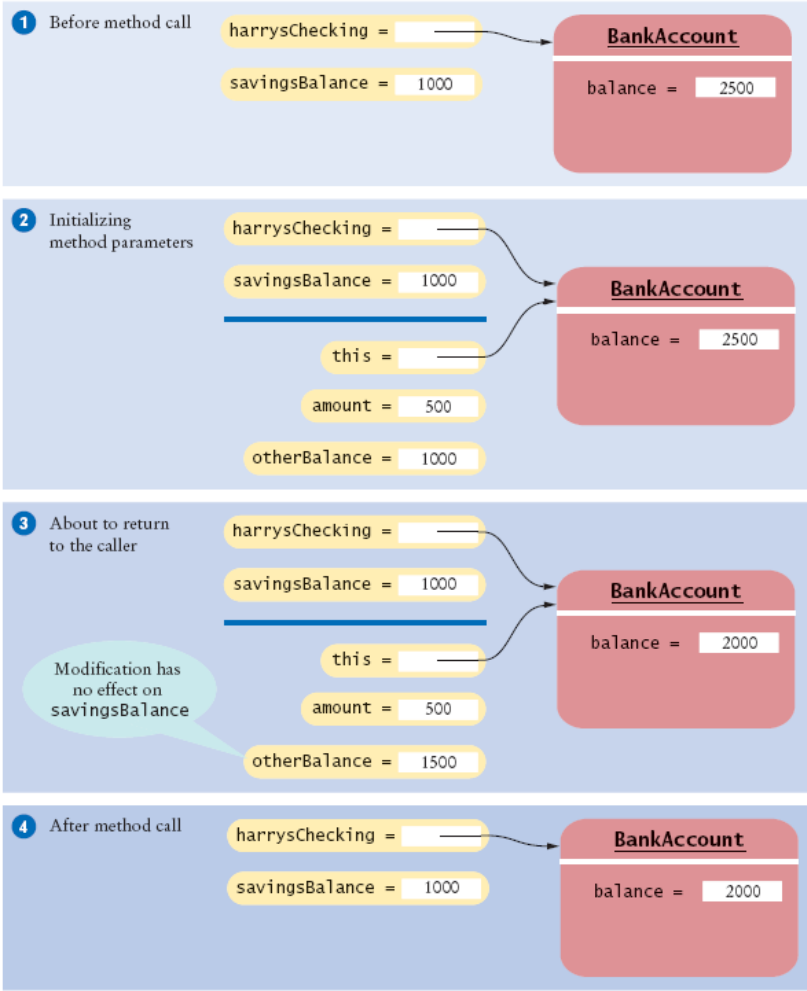 1 Before method call
harrysChecking =
savingsBalance = 1000
BankAccount
balance = 2500
2 Initializing
method parameters
harrysChecking =
savingsBalance = 1000
this =
amount = 500
otherBalance = 1000
BankAccount
balance = 2500
3 About to return
to the caller
harrysChecking =
savingsBalance = 1000
this =
amount = 500
otherBalance = 1500
Modification has
no effect on
savingsBalance
BankAccount
balance = 2000
4 After method call
harrysChecking =
savingsBalance = 1000
BankAccount
balance = 2000